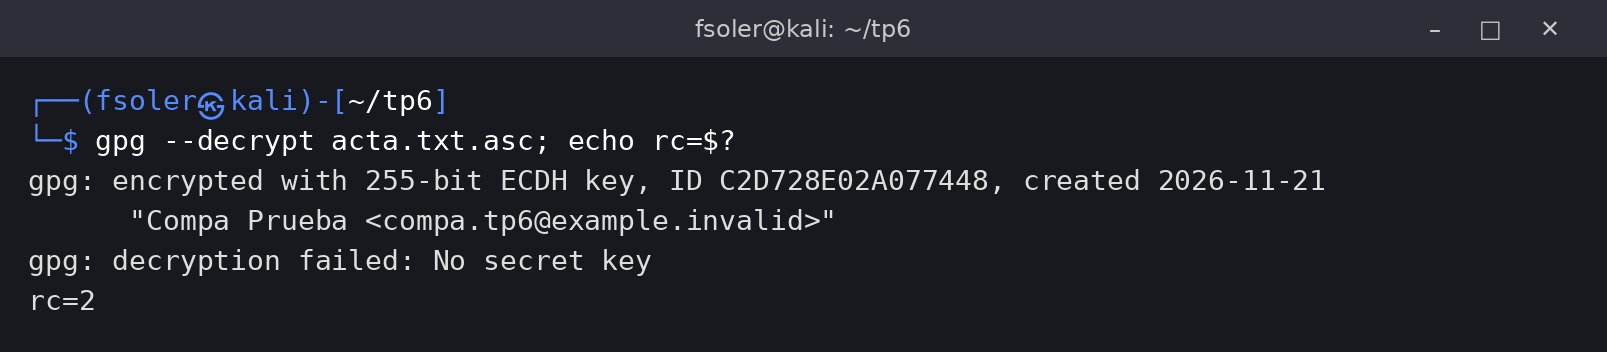 fsoler@kali: ~/tp6
┌──(fsoler㉿kali)-[~/tp6]
└─$ gpg --decrypt acta.txt.asc; echo rc=$?
gpg: encrypted with 255-bit ECDH key, ID C2D728E02A077448, created 2026-11-21
      "Compa Prueba <compa.tp6@example.invalid>"
gpg: decryption failed: No secret key
rc=2